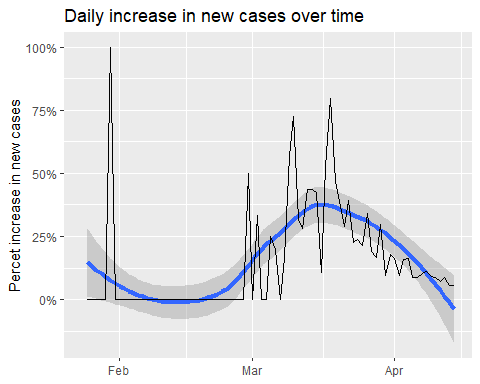 Daily increase in new cases over time
100%
75%
50%
25%
0%
Percet increase in new cases
Feb
Mar
Apr